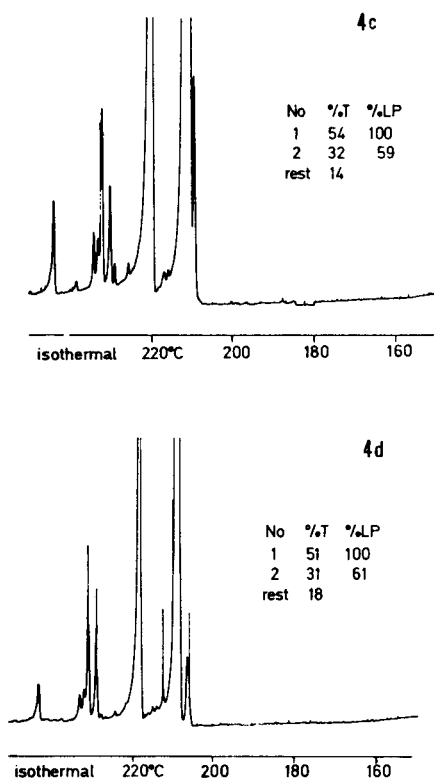 4c
No %T %LP
1 54 100
2 32 59
rest 14
isothermal 220°C 200 180 160
4d
No %T %LP
1 51 100
2 31 61
rest 18
isothermal 220°C 200 180 160